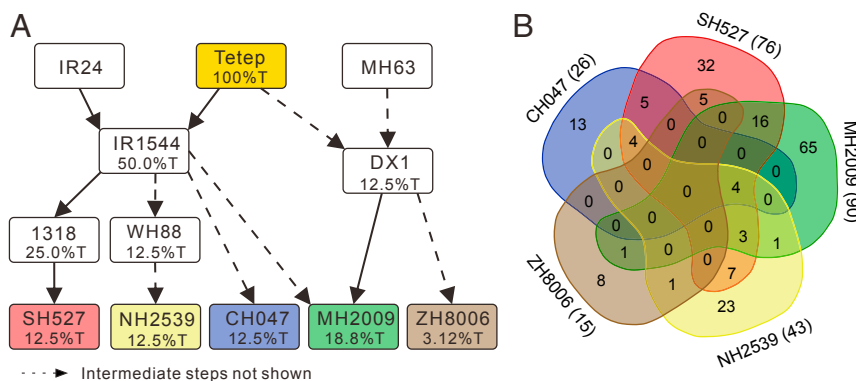 A
IR24
Tetep
100%T
MH63
IR1544
50.0%T
DX1
12.5%T
1318
25.0%T
WH88
12.5%T
SH527
12.5%T
NH2539
12.5%T
CH047
12.5%T
MH2009
18.8%T
ZH8006
3.12%T
Intermediate steps not shown
B
SH527 (76)
CH047 (26)
MH2009 (90)
ZH8006 (15)
NH2539 (43)
32
5
5
0
13
0
16
4
0
0
65
0
0
0
0
0
4
0
0
0
0
0
3
1
1
0
0
8
7
1
23